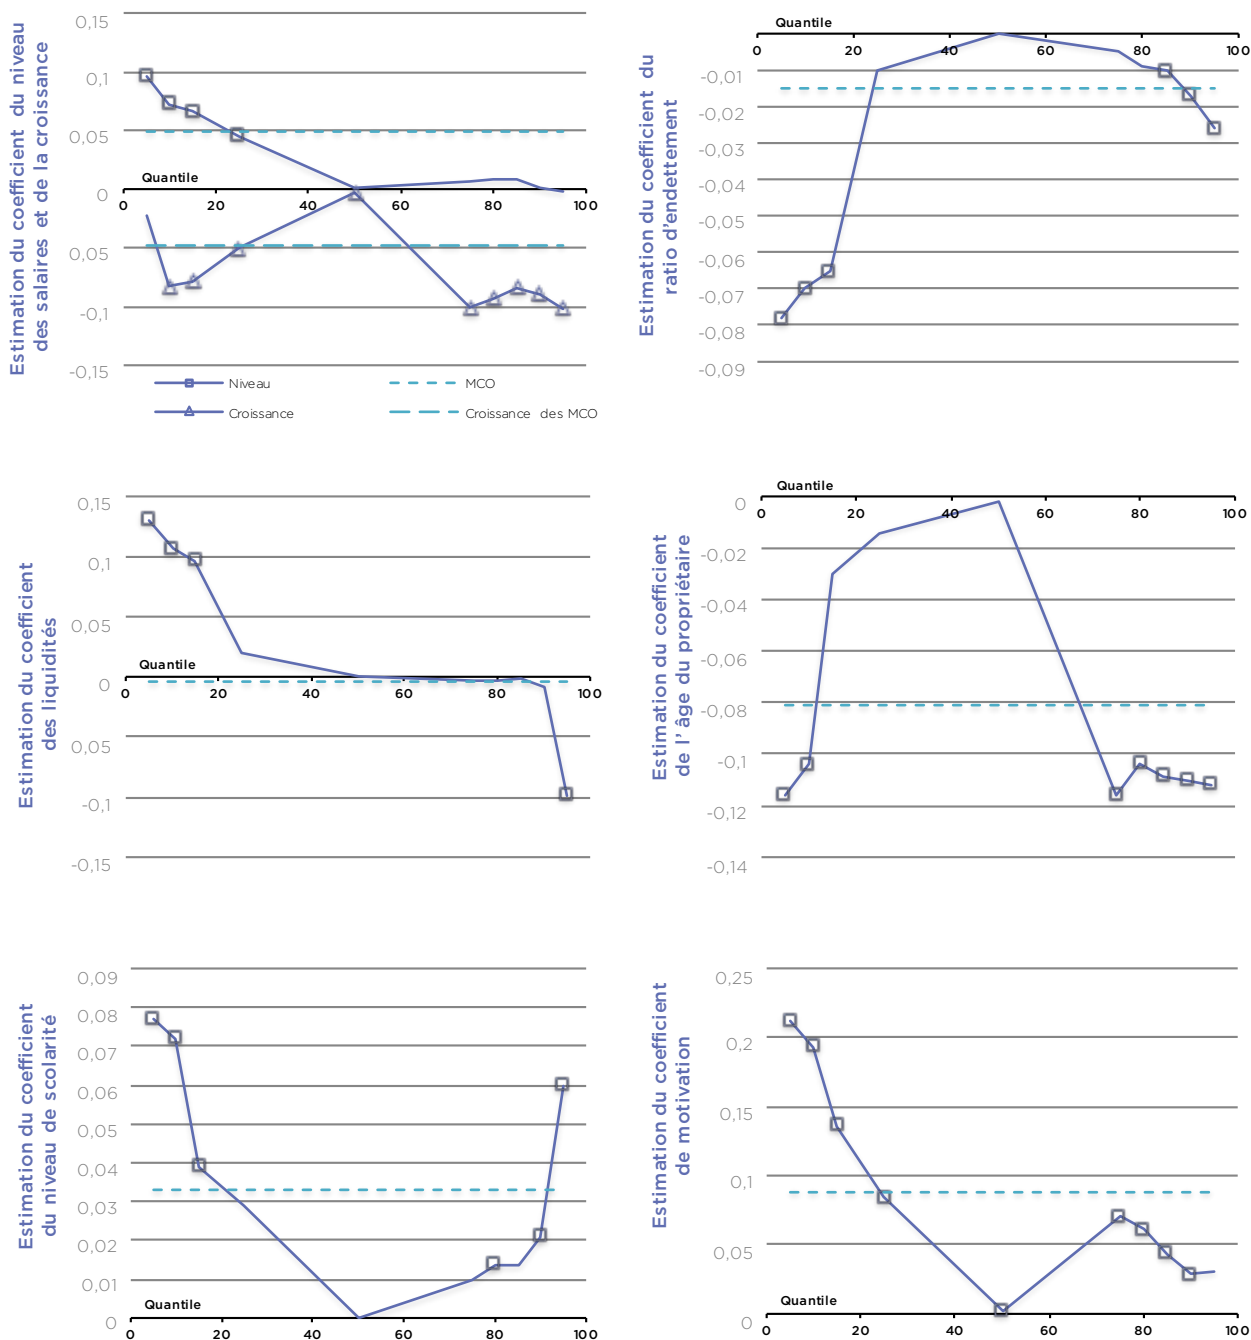 Estimation du coefficient du niveau
des salaires et de la croissance
0,15
0,1
0,05
0
0,05
-0,1
-0,15
Quantile
0 20 40 60 80 100
Niveau
MCO
Croissance
Croissance des MCO
Estimation du coefficient du
ratio d'endettement
Quantile
0 20 40 60 80 100
-0,01
-0,02
-0,03
-0,04
-0,05
-0,06
-0,07
-0,08
-0,09
Estimation du coefficient
des liquidités
0,15
0,1
0,05
0
0,05
-0,1
-0,15
Quantile
0 20 40 60 80 100
Estimation du coefficient
de l' âge du propriétaire
Quantile
0
0 20 40 60 80 100
-0,02
-0,04
-0,06
-0,08
-0,1
-0,12
-0,14
Estimation du coefficient
du niveau de scolarité
0,09
0,08
0,07
0,06
0,05
0,04
0,03
0,02
0,01
0
Quantile
0 20 40 60 80 100
Estimation du coefficient
de motivation
0,25
0,2
0,15
0,1
0,05
0
Quantile
0 20 40 60 80 100